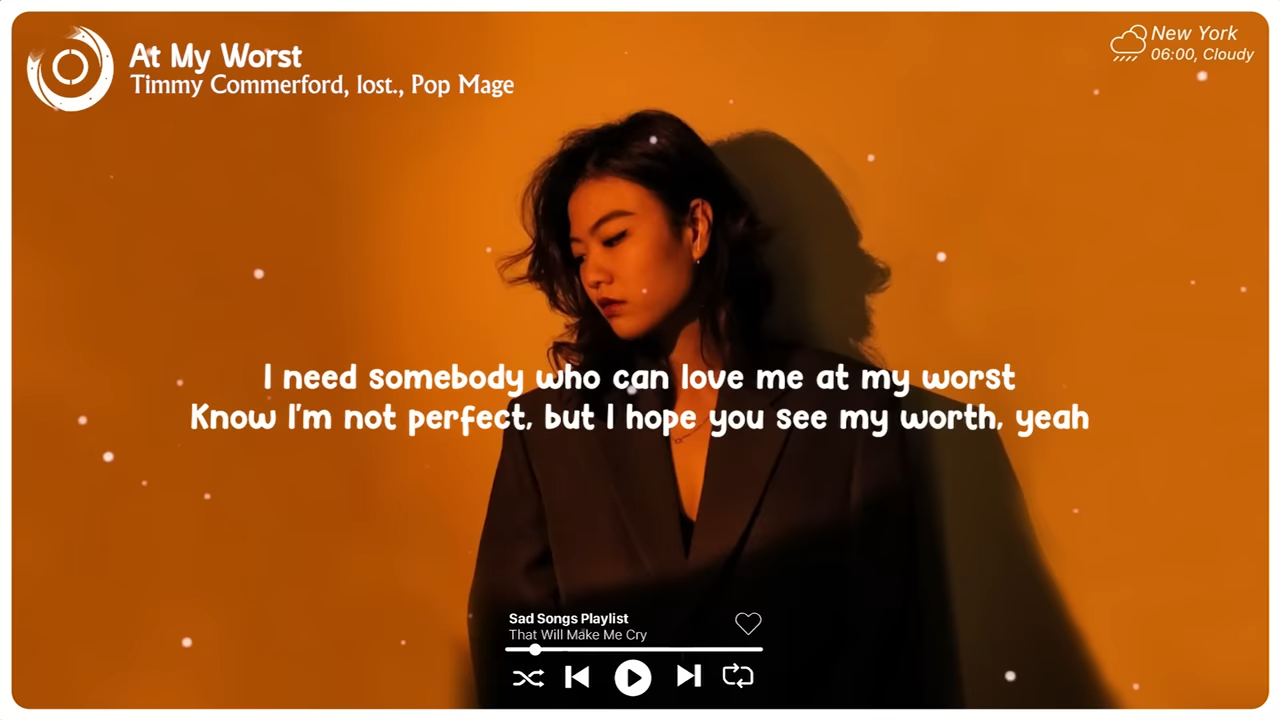 At My Worst
Timmy Commerford, lost., Pop Mage
New York
06:00, Cloudy
I need somebody who can love me at my worst
Know I'm not perfect, but I hope you see my worth, yeah
Sad Songs Playlist
That Will Make Me Cry